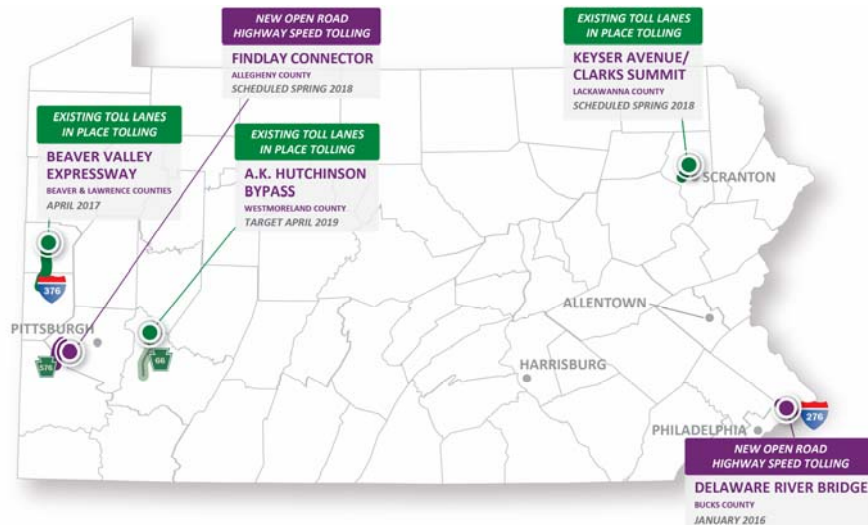 NEW OPEN ROAD
HIGHWAY SPEED TOLLING
FINDLAY CONNECTOR
ALLEGHENY COUNTY
SCHEDULED SPRING 2018
EXISTING TOLL LANES
IN PLACE TOLLING
KEYSER AVENUE/
CLARKS SUMMIT
LACKAWANNA COUNTY
SCHEDULED SPRING 2018
EXISTING TOLL LANES
IN PLACE TOLLING
BEAVER VALLEY
EXPRESSWAY
BEAVER & LAWRENCE COUNTIES
APRIL 2017
EXISTING TOLL LANES
IN PLACE TOLLING
A.K. HUTCHINSON
BYPASS
WESTMORELAND COUNTY
TARGET APRIL 2019
SCRANTON
376
ALLENTOWN
PITTSBURGH
576
66
HARRISBURG
276
PHILADELPHIA
NEW OPEN ROAD
HIGHWAY SPEED TOLLING
DELAWARE RIVER BRIDGE
BUCKS COUNTY
JANUARY 2016